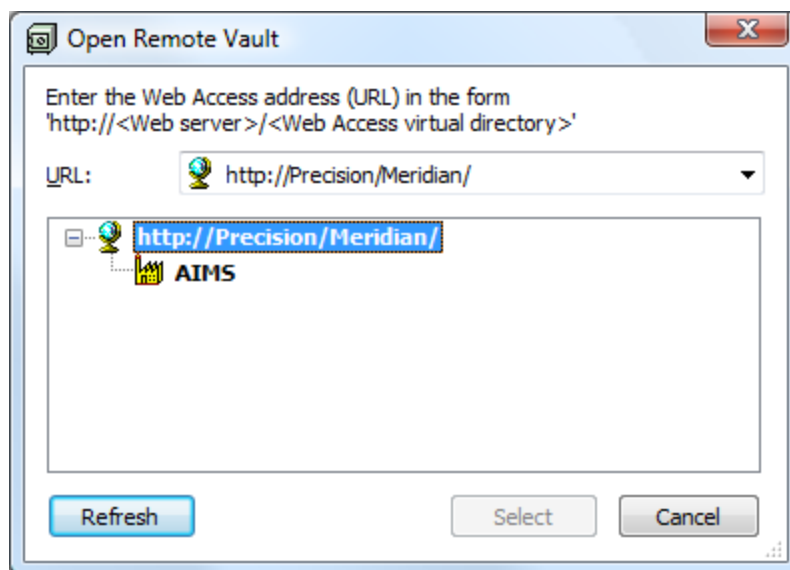 Open Remote Vault
Enter the Web Access address (URL) in the form
'http://<Web server>/<Web Access virtual directory>'
URL: http://Precision/Meridian/
http://Precision/Meridian/
AIMS
Refresh Select Cancel